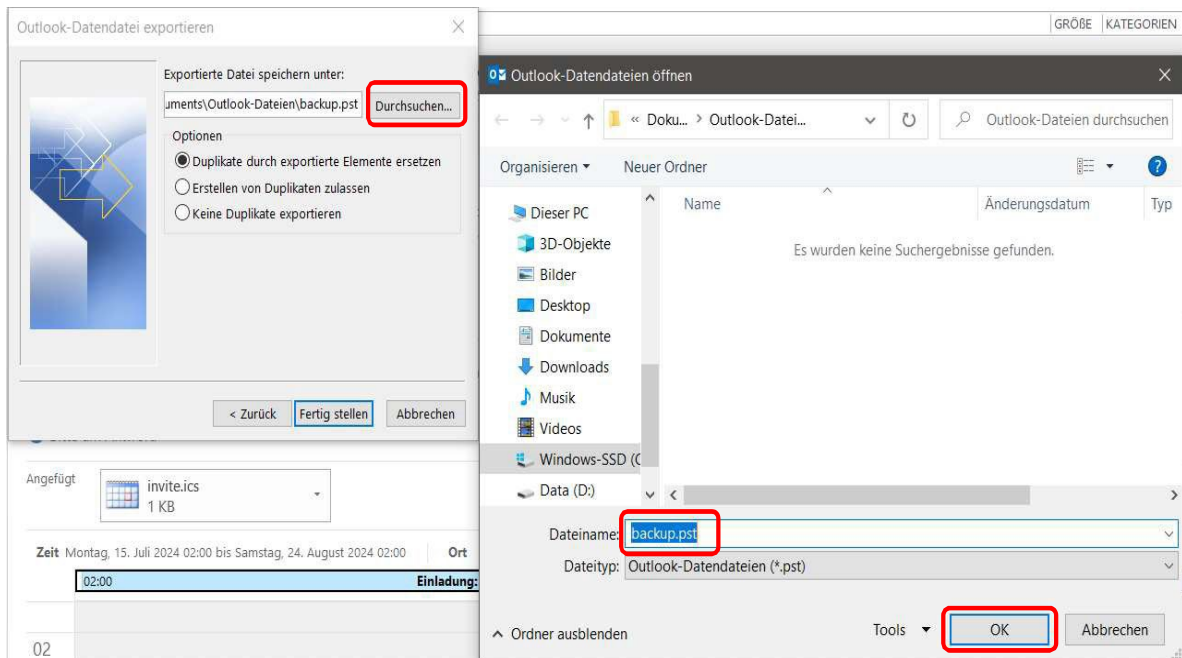 Outlook-Datendatei exportieren
GRÖßE KATEGORIEN
Exportierte Datei speichern unter:
uments\Outlook-Dateien\backup.pst Durchsuchen...
Optionen
Duplikate durch exportierte Elemente ersetzen
Erstellen von Duplikaten zulassen
Keine Duplikate exportieren
< Zurück Fertig stellen Abbrechen
Outlook-Datendateien öffnen
« Doku... > Outlook-Datei... Outlook-Dateien durchsuchen
Organisieren Neuer Ordner
Name Änderungsdatum Typ
Es wurden keine Suchergebnisse gefunden.
Dieser PC
3D-Objekte
Bilder
Desktop
Dokumente
Downloads
Musik
Videos
Windows-SSD (C
Data (D:)
Dateiname: backup.pst
Dateityp: Outlook-Datendateien (*.pst)
Ordner ausblenden Tools OK Abbrechen
Angefügt
invite.ics
1 KB
Zeit Montag, 15. Juli 2024 02:00 bis Samstag, 24. August 2024 02:00 Ort
02:00 Einladung:
02